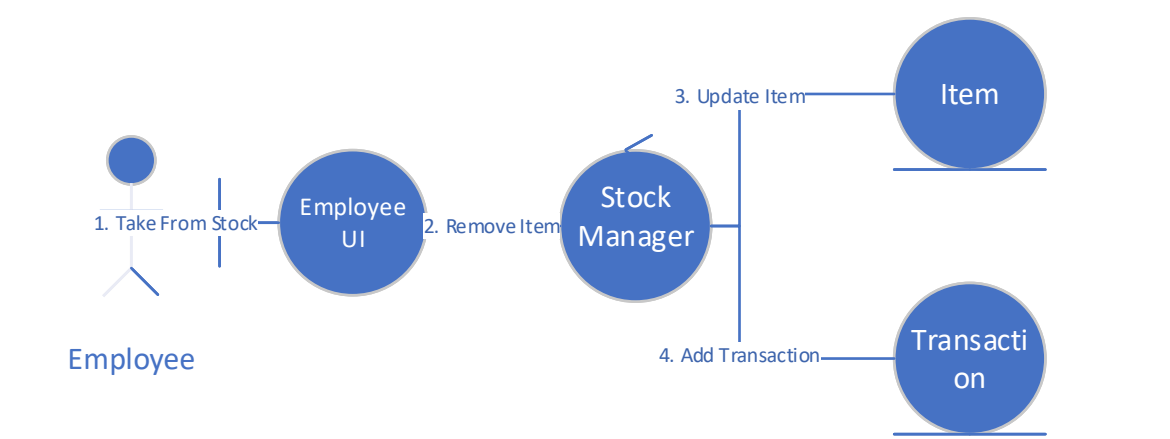 3. Update Item
Item
1. Take From Stock
Employee
UI
2. Remove Item
Stock
Manager
4. Add Transaction
Transacti
on
Employee